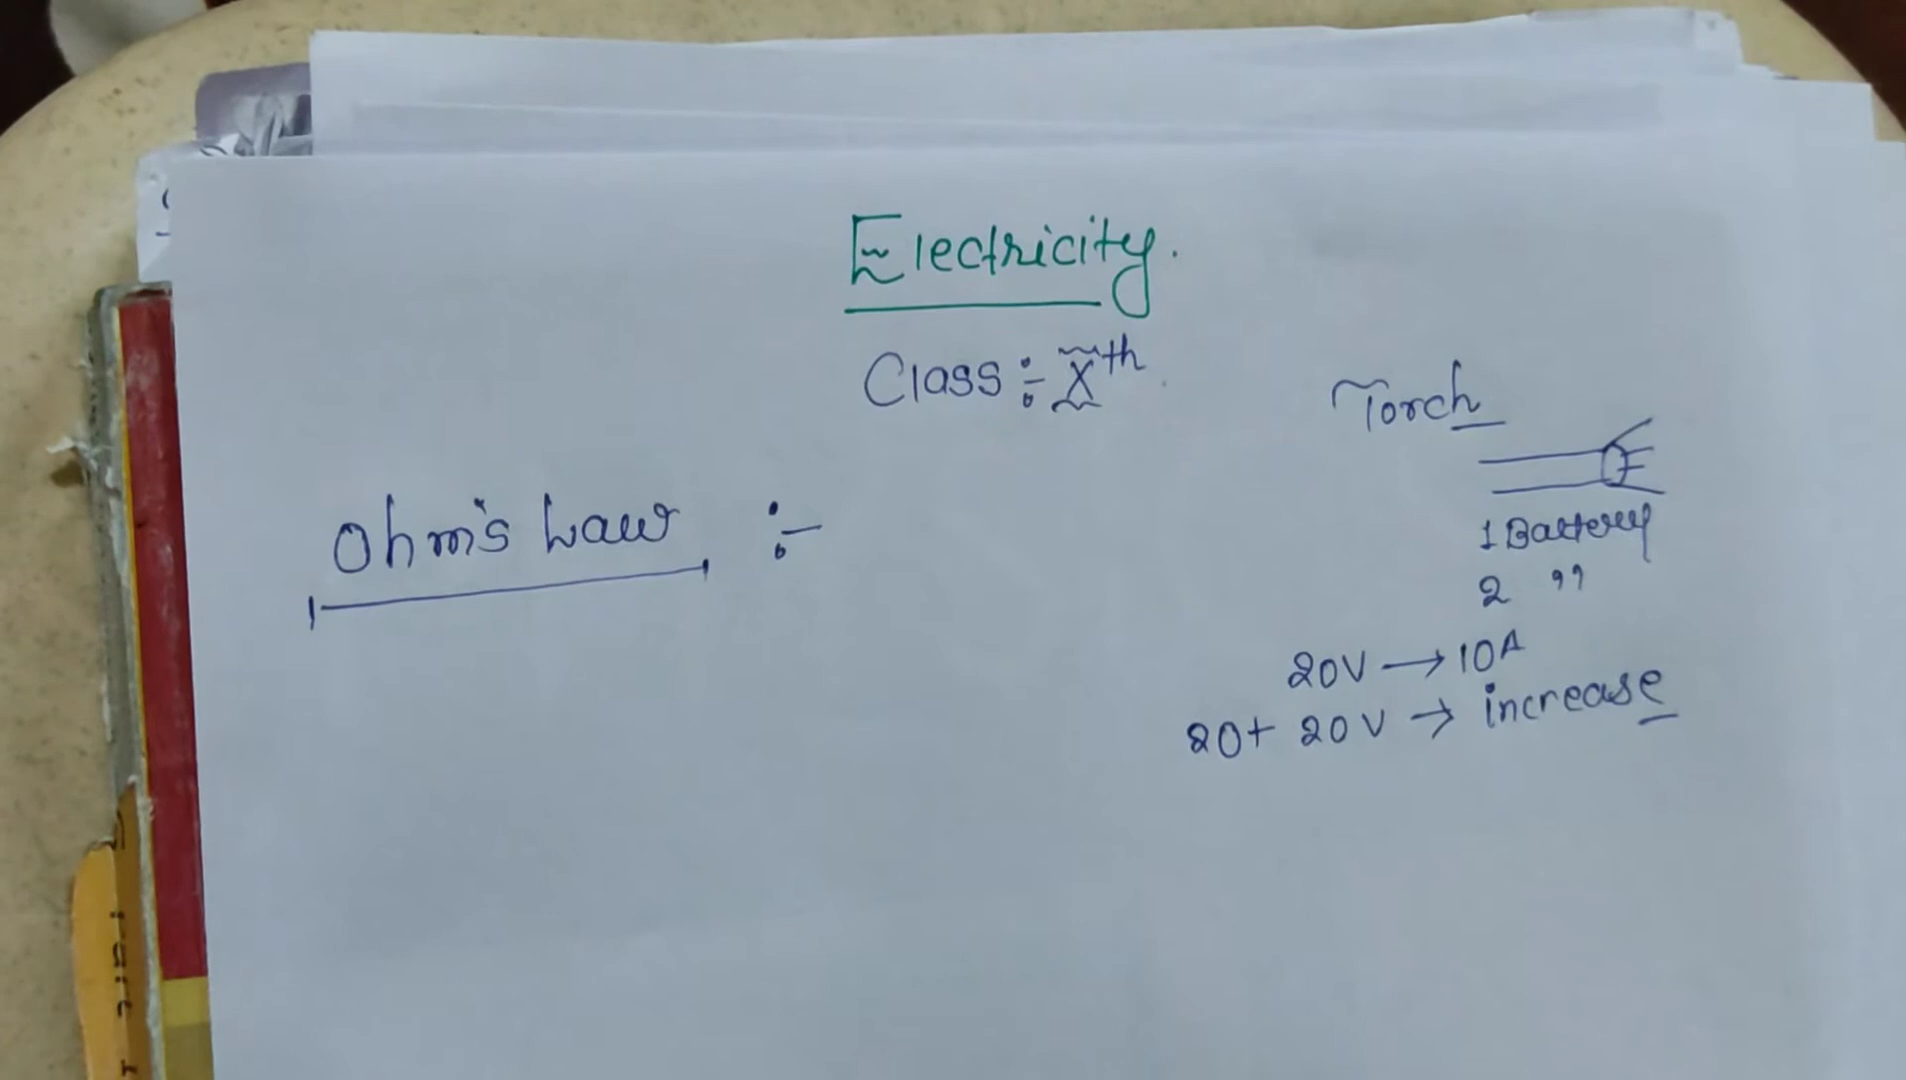 Electricity.
Class :- Xth
Torch
Ohm's Law :-
1 Battery
2 ,,
20V → 10A
20+ 20V → increase